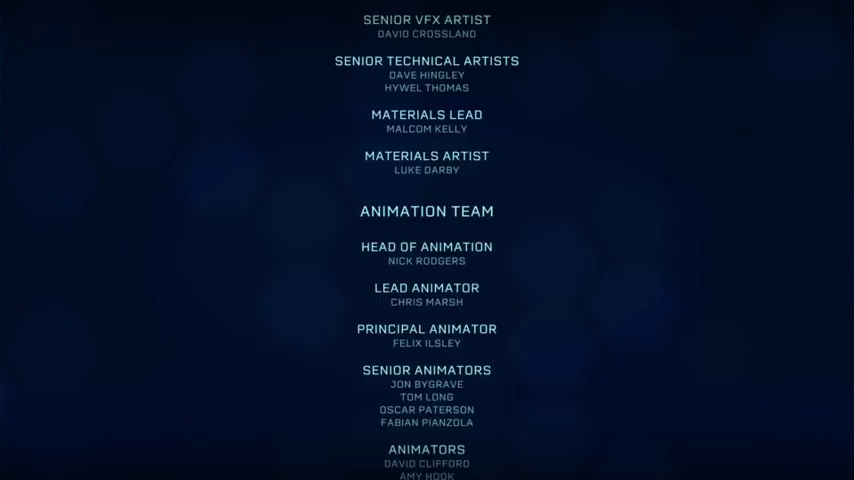 SENIOR VFX ARTIST
DAVID CROSSLAND
SENIOR TECHNICAL ARTISTS
DAVE HINGLEY
HYWEL THOMAS
MATERIALS LEAD
MALCOM KELLY
MATERIALS ARTIST
LUKE DARBY
ANIMATION TEAM
HEAD OF ANIMATION
NICK RODGERS
LEAD ANIMATOR
CHRIS MARSH
PRINCIPAL ANIMATOR
FELIX ILSLEY
SENIOR ANIMATORS
JON BYGRAVE
TOM LONG
OSCAR PATERSON
FABIAN PIANZOLA
ANIMATORS
DAVID CLIFFORD
AMY HOOK